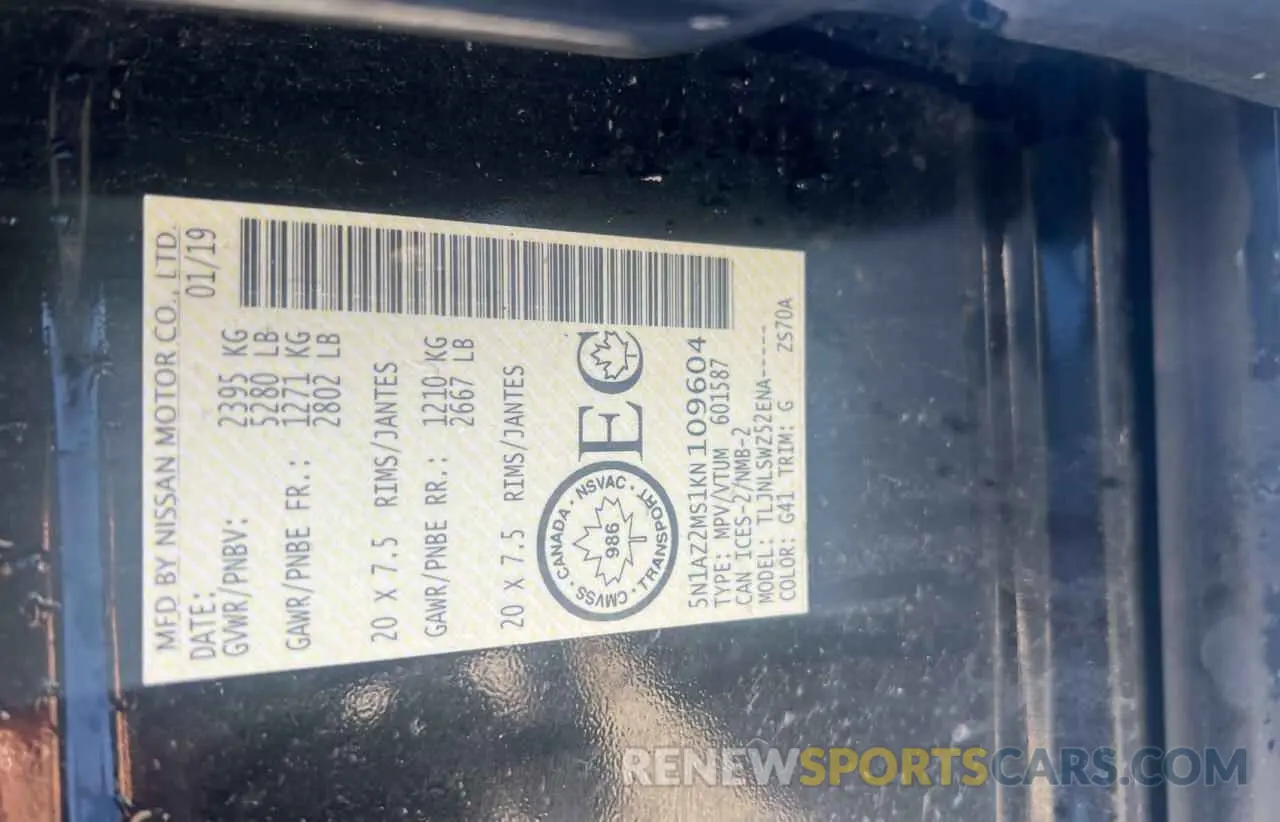 MFD BY NISSAN MOTOR CO., LTD.
DATE: 01/19
GVWR/PNBV: 2395 KG
5280 LB
GAWR/PNBE FR.: 1271 KG
2802 LB
20 X 7.5 RIMS/JANTES
GAWR/PNBE RR.: 1210 KG
2667 LB
20 X 7.5 RIMS/JANTES
CANADA · NSVAC · TRANSPORT · CMVSS ·
986
EC
5N1AZ2MS1KN109604
TYPE: MPV/VTUM 601587
CAN ICES-2/NMB-2
MODEL: TLJNLSWZ52ENA-----
COLOR: G41 TRIM: G ZS70A
RENEWSPORTSCARS.COM